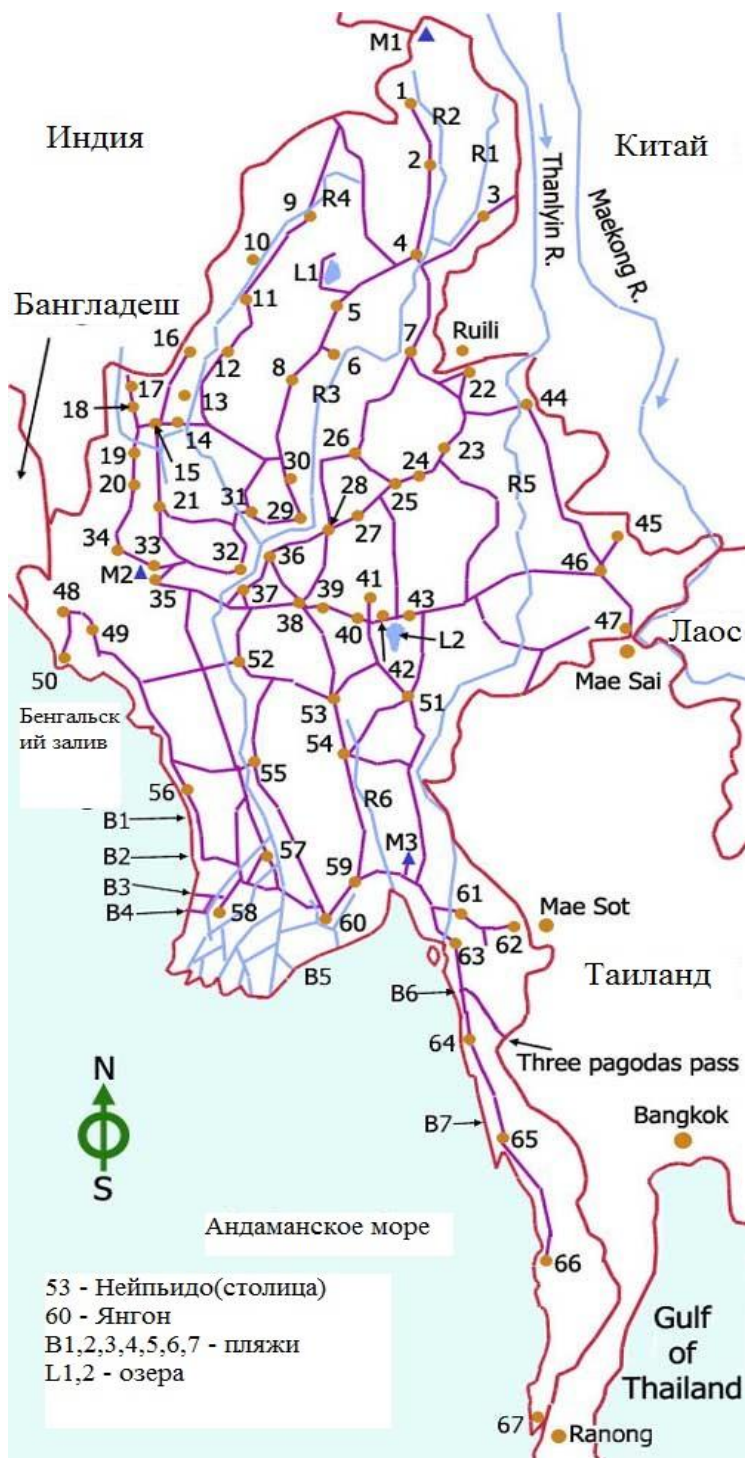 M1
1
R2
Индия
R1
Китай
2
Thanlyin R.
Maekong R.
9
R4
3
10
4
L1
11
Бангладеш
5
Ruili
16
12
7
6
17
8
R3
22
13
18
44
14
26
23
19
15
30
24
28
R5
20
21
31
25
29
27
45
34
33
32
36
46
M2
35
37
39
41
43
48
38
40
47
Лаос
49
L2
42
Mae Sai
50
52
53
51
Бенгальск
ий залив
54
55
56
R6
B1
57
M3
B2
59
B3
61
B4
58
60
62
Mae Sot
63
B5
Таиланд
B6
64
Three pagodas pass
N
B7
65
Bangkok
S
Андаманское море
66
53 - Нейпьидо(столица)
60 - Янгон
B1,2,3,4,5,6,7 - пляжи
L1,2 - озера
Gulf
of
Thailand
67
Ranong